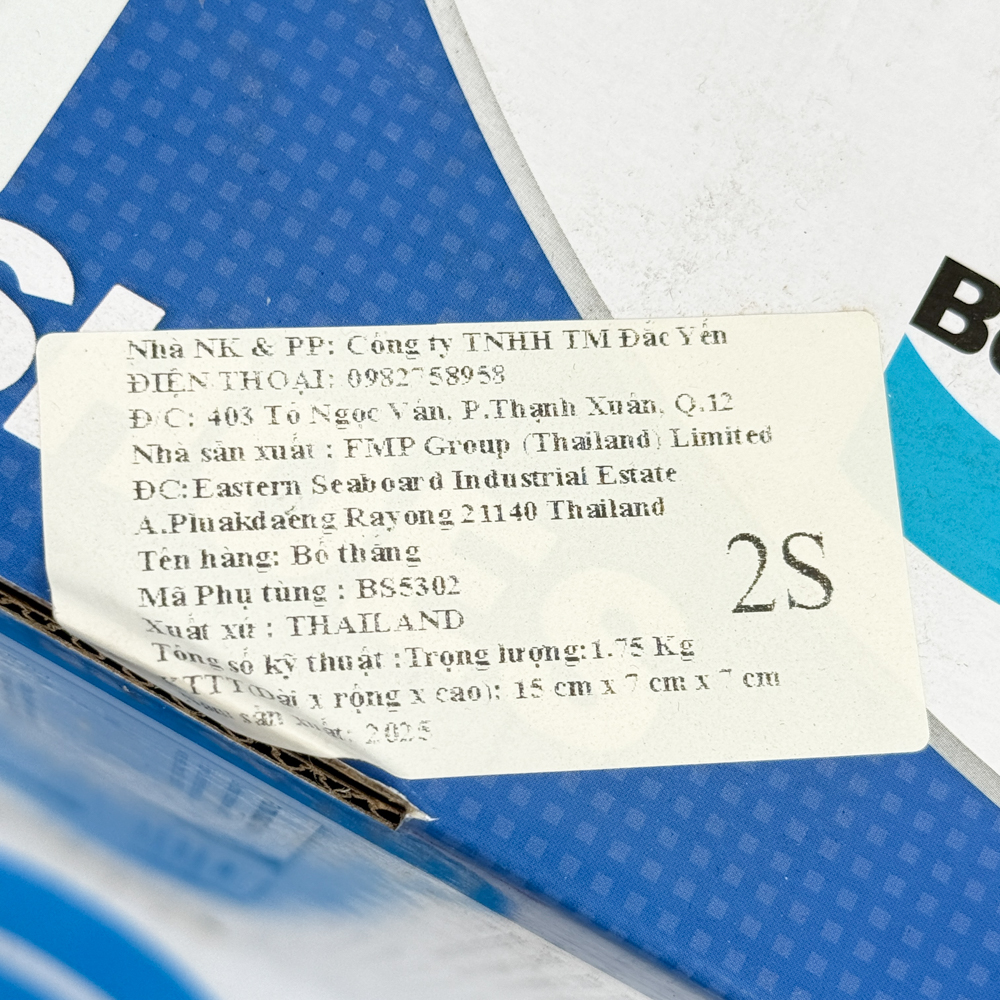 Nhà NK & PP: Công ty TNHH TM Đắc Yến
ĐIỆN THOẠI: 0982758958
Đ/C: 403 Tô Ngọc Vân, P.Thạnh Xuân, Q.12
Nhà sản xuất : FMP Group (Thailand) Limited
ĐC:Eastern Seaboard Industrial Estate
A.Pluakdaeng Rayong 21140 Thailand
Tên hàng: Bố thắng
Mã Phụ tùng : BS5302
2S
Xuất xứ : THAILAND
Tổng số kỹ thuật :Trọng lượng:1.75 Kg
KTTT(Dài x rộng x cao): 15 cm x 7 cm x 7 cm
sản xuất: 2025